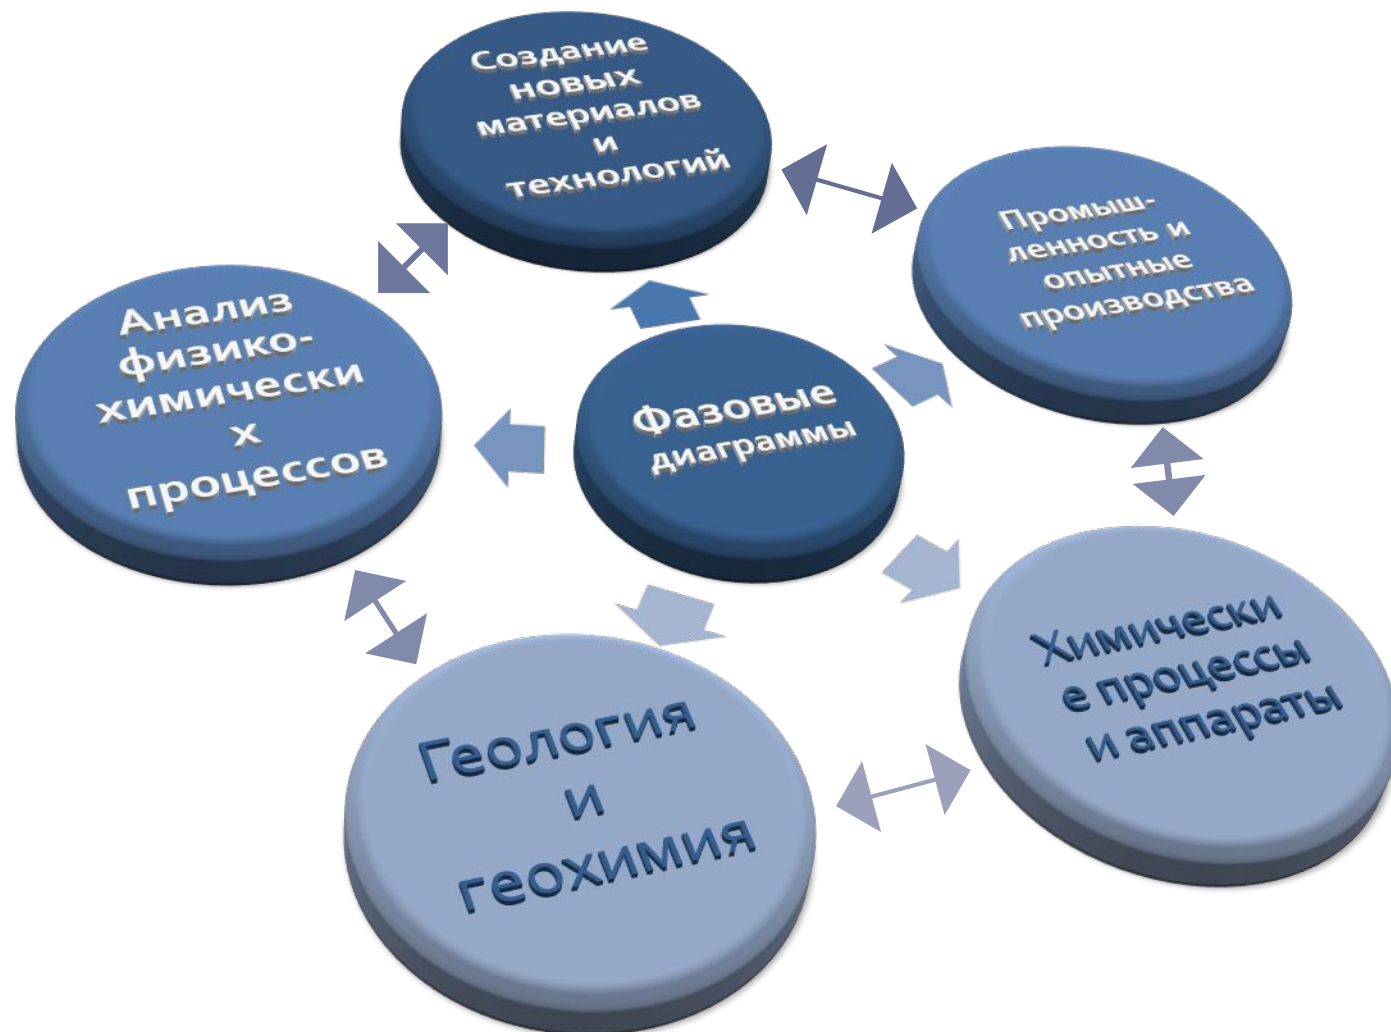 Создание
новых
материалов
и
технологий
Промыш-
ленность и
опытные
производства
Анализ
физико-
химически
х
процессов
Фазовые
диаграммы
Химически
е процессы
и аппараты
Геология
и
геохимия